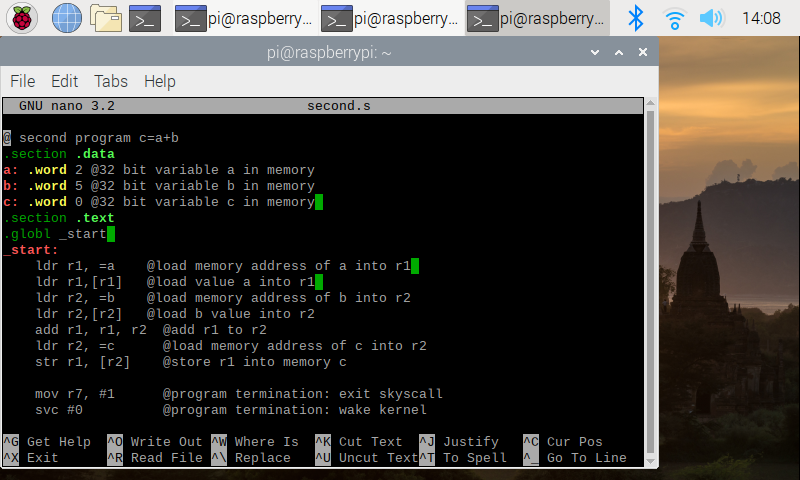 pi@raspberry... pi@raspberry... pi@raspberry... 14:08
pi@raspberrypi: ~
File Edit Tabs Help
GNU nano 3.2 second.s
@ second program c=a+b
.section .data
a: .word 2 @32 bit variable a in memory
b: .word 5 @32 bit variable b in memory
c: .word 0 @32 bit variable c in memory
.section .text
.globl _start
_start:
ldr r1, =a @load memory address of a into r1
ldr r1,[r1] @load value a into r1
ldr r2, =b @load memory address of b into r2
ldr r2,[r2] @load b value into r2
add r1, r1, r2 @add r1 to r2
ldr r2, =c @load memory address of c into r2
str r1, [r2] @store r1 into memory c
mov r7, #1 @program termination: exit skyscall
svc #0 @program termination: wake kernel
^G Get Help ^O Write Out ^W Where Is ^K Cut Text ^J Justify ^C Cur Pos
^X Exit ^R Read File ^\ Replace ^U Uncut Text ^T To Spell ^_ Go To Line